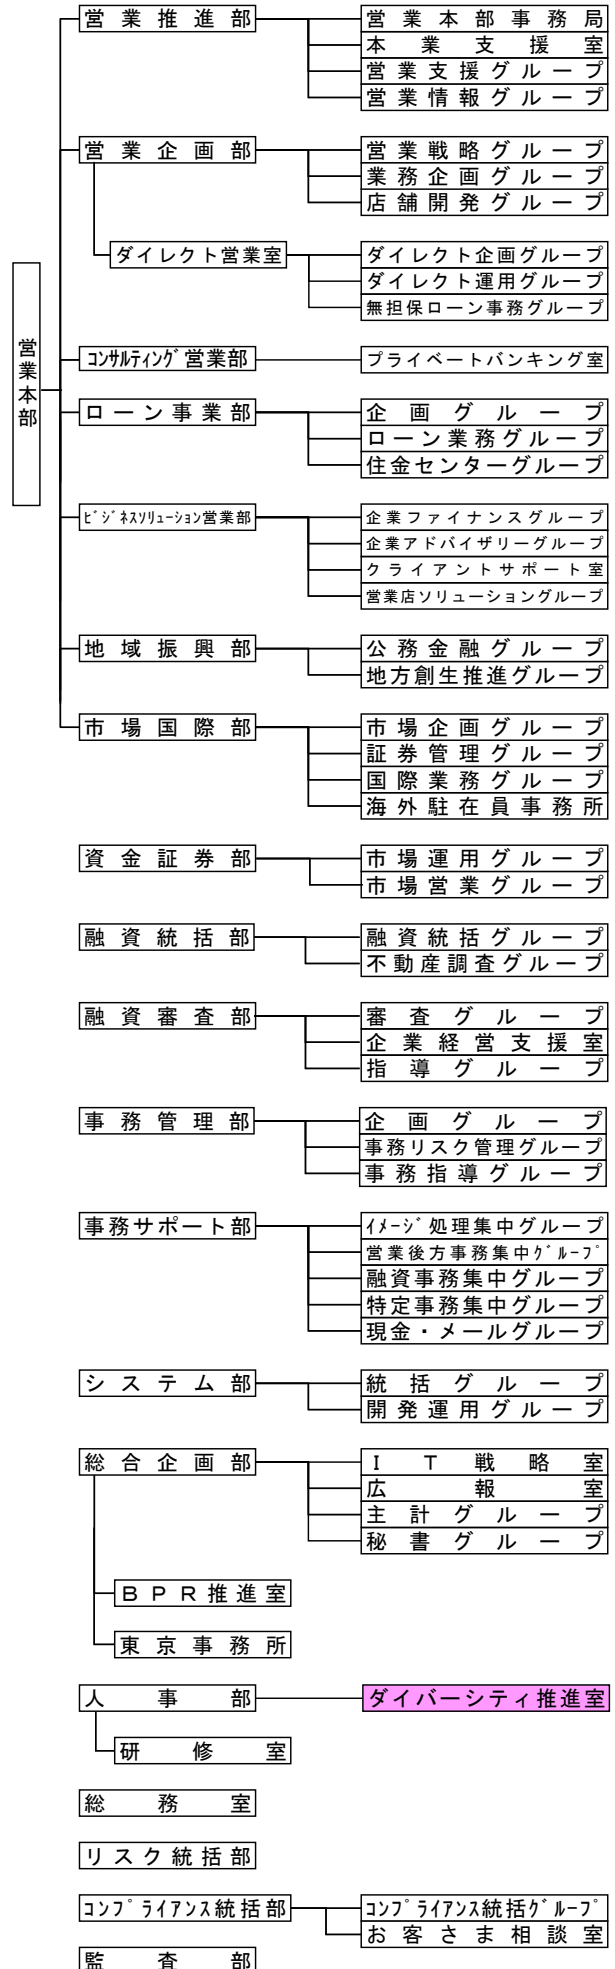 営業本部
営業推進部
営業本部事務局
本業支援室
営業支援グループ
営業情報グループ
営業企画部
営業戦略グループ
業務企画グループ
店舗開発グループ
ダイレクト営業室
ダイレクト企画グループ
ダイレクト運用グループ
無担保ローン事務グループ
ｺﾝｻﾙﾃｨﾝｸﾞ営業部
プライベートバンキング室
ローン事業部
企画グループ
ローン業務グループ
住金センターグループ
ﾋﾞｼﾞﾈｽｿﾘｭｰｼｮﾝ営業部
企業ファイナンスグループ
企業アドバイザリーグループ
クライアントサポート室
営業店ソリューショングループ
地域振興部
公務金融グループ
地方創生推進グループ
市場国際部
市場企画グループ
証券管理グループ
国際業務グループ
海外駐在員事務所
資金証券部
市場運用グループ
市場営業グループ
融資統括部
融資統括グループ
不動産調査グループ
融資審査部
審査グループ
企業経営支援室
指導グループ
事務管理部
企画グループ
事務リスク管理グループ
事務指導グループ
事務サポート部
ｲﾒｰｼﾞ処理集中グループ
営業後方事務集中ｸﾞﾙｰﾌﾟ
融資事務集中グループ
特定事務集中グループ
現金・メールグループ
システム部
統括グループ
開発運用グループ
総合企画部
ＩＴ戦略室
広報室
主計グループ
秘書グループ
ＢＰＲ推進室
東京事務所
人事部
ダイバーシティ推進室
研修室
総務室
リスク統括部
ｺﾝﾌﾟﾗｲｱﾝｽ統括部
ｺﾝﾌﾟﾗｲｱﾝｽ統括ｸﾞﾙｰﾌﾟ
お客さま相談室
監査部